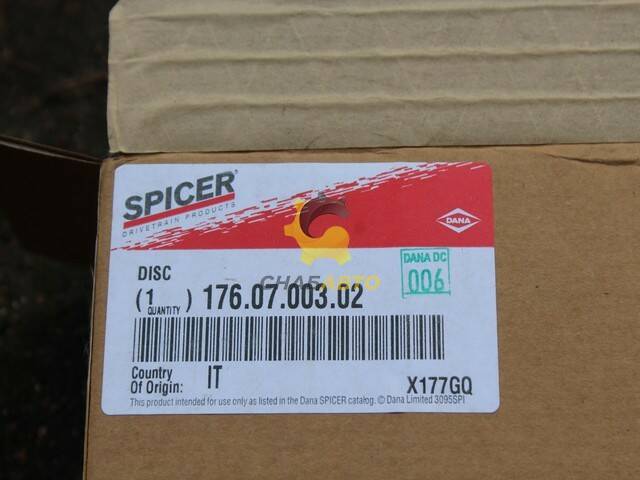 SPICER®
DRIVETRAIN PRODUCTS
DANA
DANA DC
006
DISC
СНАБАВТО
( 1 ) 176.07.003.02
QUANTITY
Country
Of Origin: IT
X177GQ
This product intended for use only as listed in the Dana SPICER catalog. © Dana Limited 3095SPI